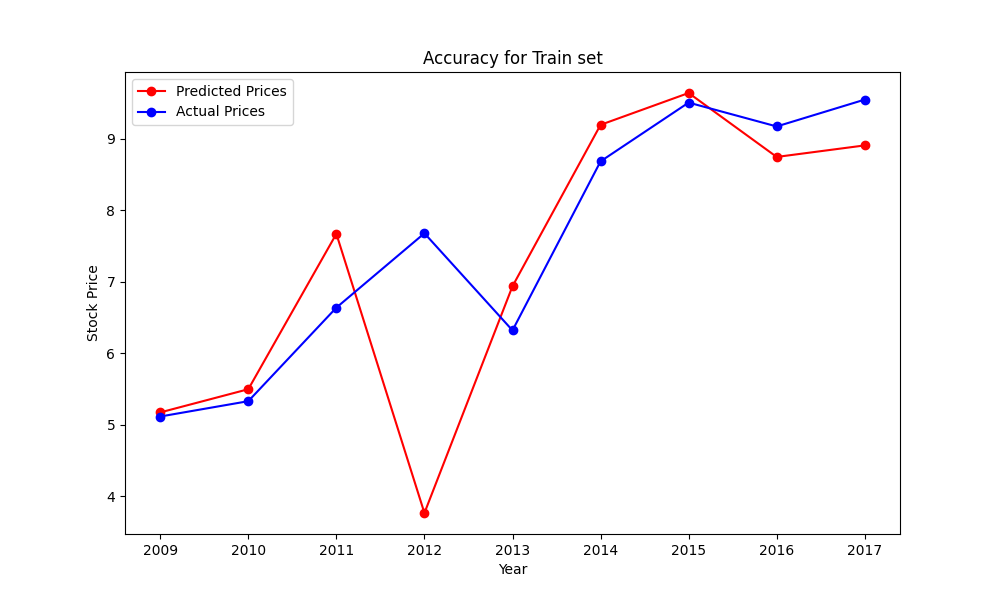 Accuracy for Train set
Predicted Prices
Actual Prices
Stock Price
9
8
7
6
5
4
2009 2010 2011 2012 2013 2014 2015 2016 2017
Year